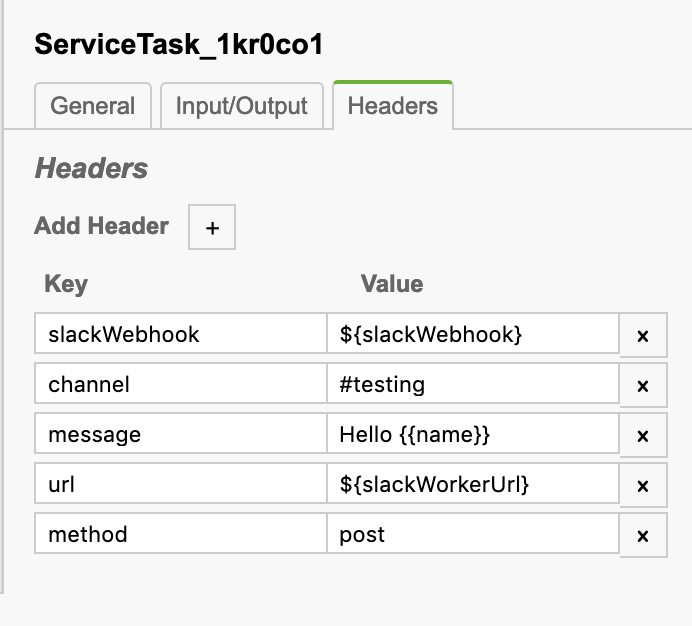 ServiceTask_1kr0co1
General Input/Output Headers
Headers
Add Header +
Key Value
slackWebhook ${slackWebhook} x
channel #testing x
message Hello {{name}} x
url ${slackWorkerUrl} x
method post x